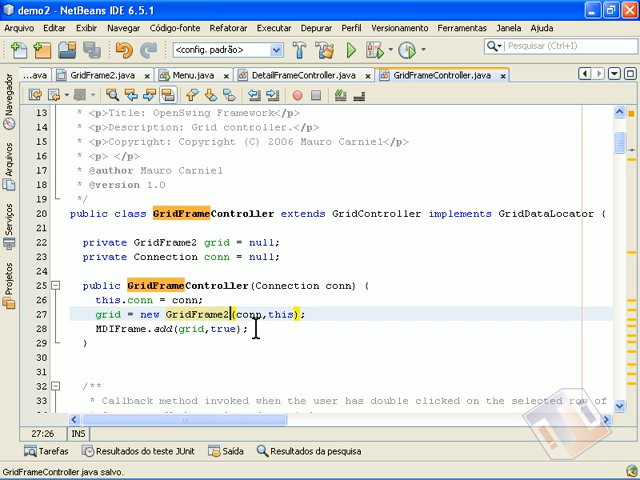 demo2 - NetBeans IDE 6.5.1
Arquivo Editar Exibir Navegar Código-fonte Refatorar Executar Depurar Perfil Versionamento Ferramentas Janela Ajuda
<config. padrão> Pesquisar (Ctrl+I)
...ava GridFrame2.java Menu.java DetailFrameController.java GridFrameController.java
Navegador
Arquivos
Serviços
Projetos
13 * <p>Title: OpenSwing Framework</p>
14 * <p>Description: Grid controller.</p>
15 * <p>Copyright: Copyright (C) 2006 Mauro Carniel</p>
16 * <p> </p>
17 * @author Mauro Carniel
18 * @version 1.0
19 */
20 public class GridFrameController extends GridController implements GridDataLocator {
21
22 private GridFrame2 grid = null;
23 private Connection conn = null;
24
25 public GridFrameController(Connection conn) {
26 this.conn = conn;
27 grid = new GridFrame2(conn,this);
28 MDIFrame.add(grid,true);
29 }
30
31
32 /**
33 * Callback method invoked when the user has double clicked on the selected row of
34
27:26 INS
Tarefas Resultados do teste JUnit Saída Resultados da pesquisa
GridFrameController.java salvo.